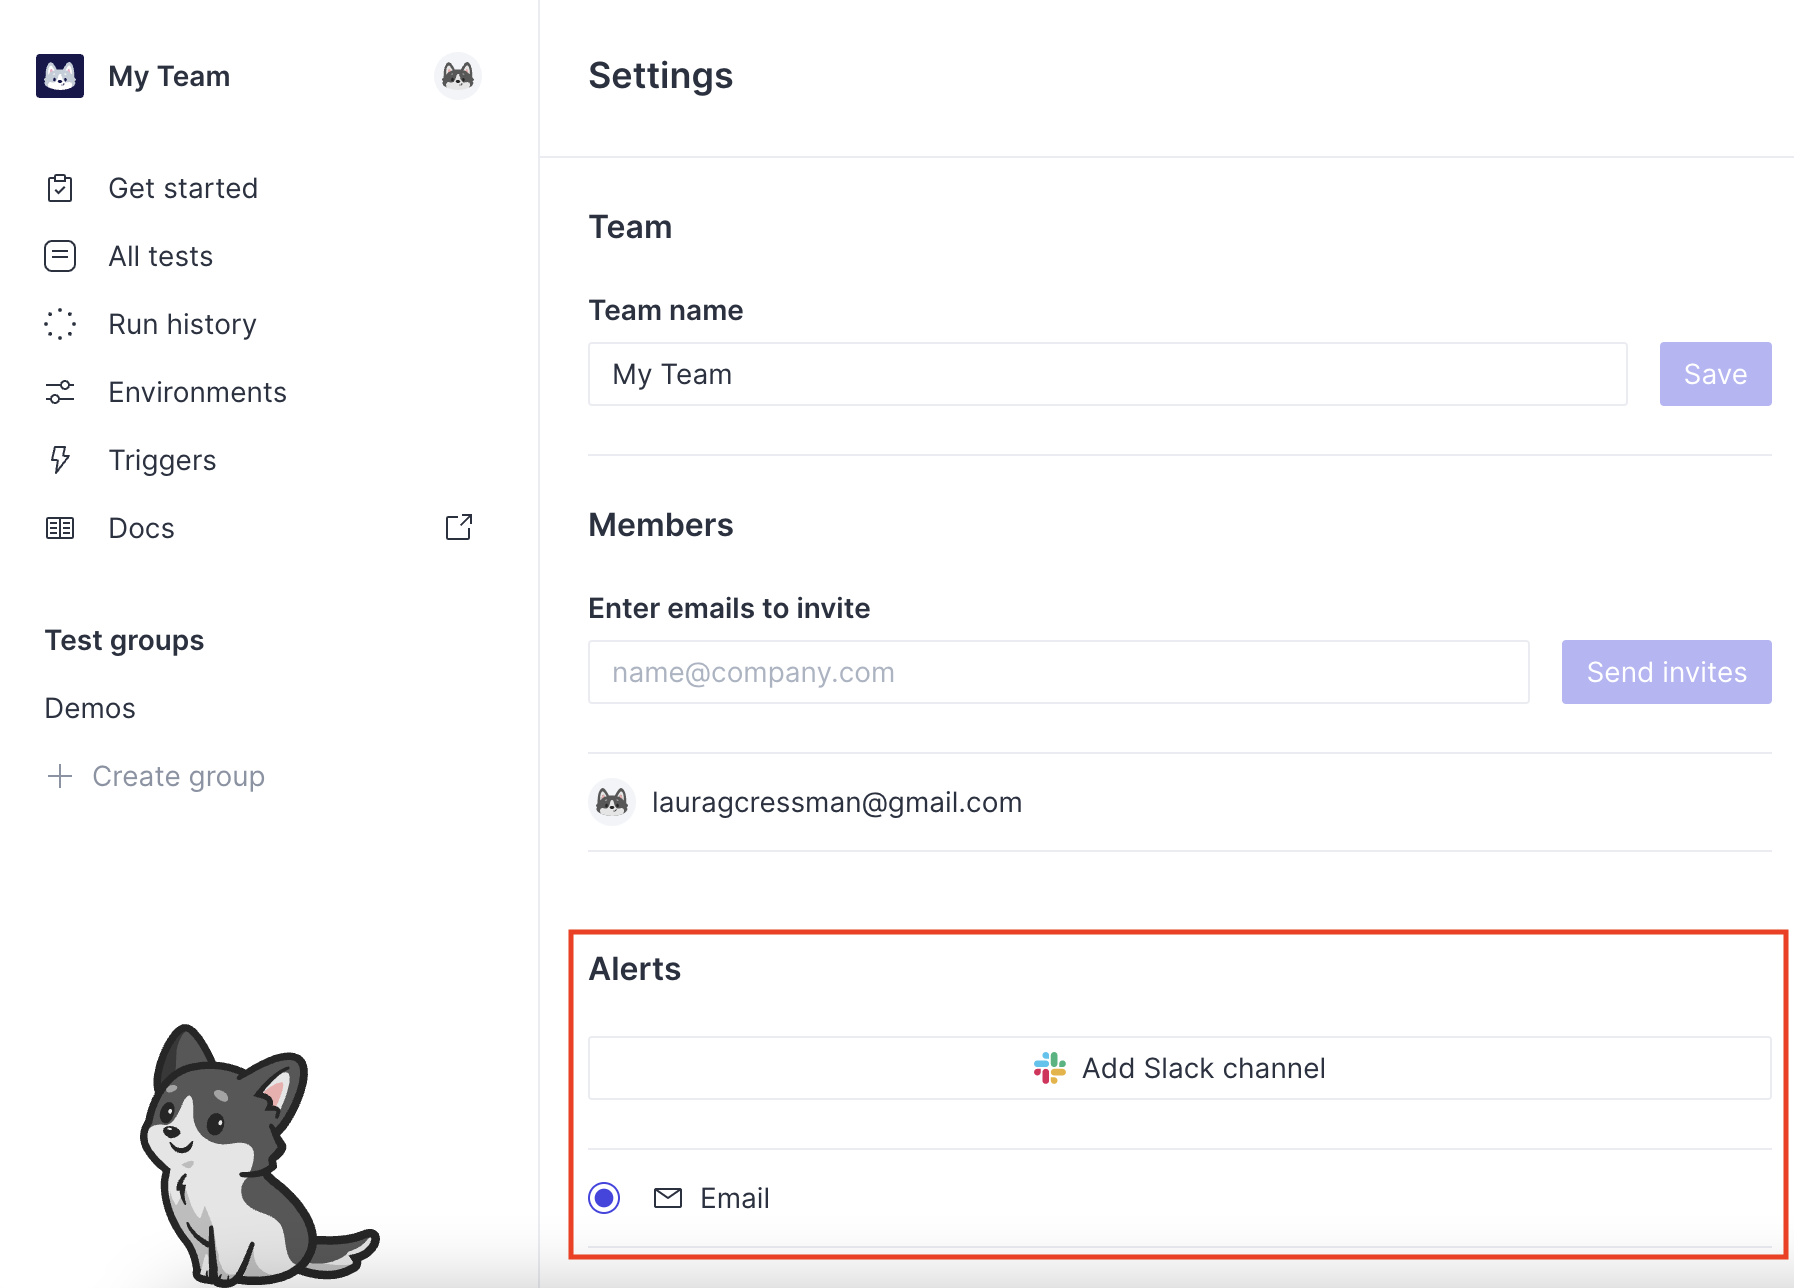 My Team
Get started
All tests
Run history
Environments
Triggers
Docs
Test groups
Demos
Create group
Settings
Team
Team name
My Team
Save
Members
Enter emails to invite
name@company.com
Send invites
lauragcressman@gmail.com
Alerts
Add Slack channel
Email